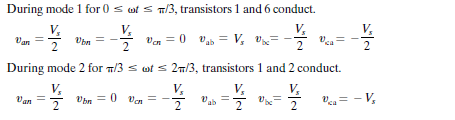 During mode 1 for 0 ≤ ωt ≤ π/3, transistors 1 and 6 conduct.
v_an = V_s/2 v_bn = −V_s/2 v_cn = 0 v_ab = V_s v_bc = −V_s/2 v_ca = −V_s/2
During mode 2 for π/3 ≤ ωt ≤ 2π/3, transistors 1 and 2 conduct.
v_an = V_s/2 v_bn = 0 v_cn = −V_s/2 v_ab = V_s/2 v_bc = V_s/2 v_ca = −V_s